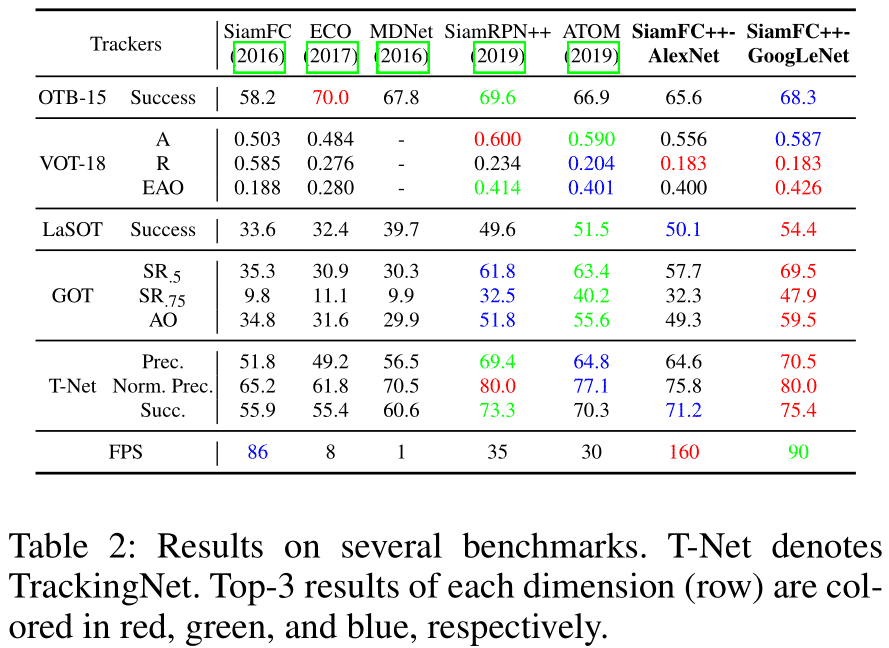 Trackers SiamFC (2016) ECO (2017) MDNet (2016) SiamRPN++ (2019) ATOM (2019) SiamFC++-AlexNet SiamFC++-GoogLeNet
OTB-15 Success 58.2 70.0 67.8 69.6 66.9 65.6 68.3
VOT-18 A 0.503 0.484 - 0.600 0.590 0.556 0.587
R 0.585 0.276 - 0.234 0.204 0.183 0.183
EAO 0.188 0.280 - 0.414 0.401 0.400 0.426
LaSOT Success 33.6 32.4 39.7 49.6 51.5 50.1 54.4
GOT SR.5 35.3 30.9 30.3 61.8 63.4 57.7 69.5
SR.75 9.8 11.1 9.9 32.5 40.2 32.3 47.9
AO 34.8 31.6 29.9 51.8 55.6 49.3 59.5
T-Net Prec. 51.8 49.2 56.5 69.4 64.8 64.6 70.5
Norm. Prec. 65.2 61.8 70.5 80.0 77.1 75.8 80.0
Succ. 55.9 55.4 60.6 73.3 70.3 71.2 75.4
FPS 86 8 1 35 30 160 90
Table 2: Results on several benchmarks. T-Net denotes
TrackingNet. Top-3 results of each dimension (row) are col-
ored in red, green, and blue, respectively.